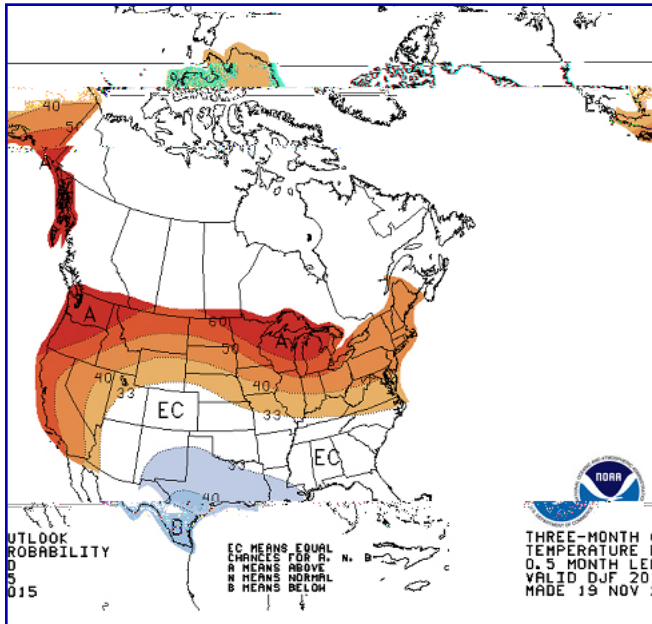 40
50
E
A
A
60
50
A
40
40
33
33
EC
33
EC
40
B
NOAA
UTLOOK
ROBABILITY
O
5
015
EC MEANS EQUAL
CHANCES FOR A, N, B
A MEANS ABOVE
N MEANS NORMAL
B MEANS BELOW
THREE-MONTH
TEMPERATURE
0.5 MONTH
VALID DJF 20
MADE 19 NOV